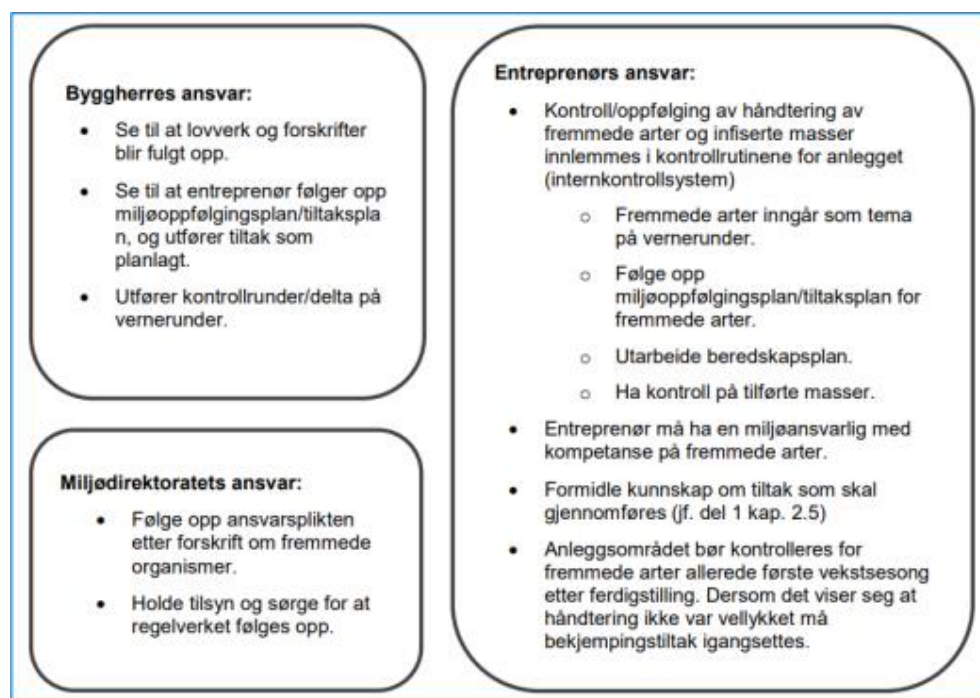 Byggherres ansvar:
• Se til at lovverk og forskrifter
blir fulgt opp.
• Se til at entreprenør følger opp
miljøoppfølgingsplan/tiltakspla
n, og utfører tiltak som
planlagt.
• Utfører kontrollrunder/delta på
vernerunder.
Miljødirektoratets ansvar:
• Følge opp ansvarsplikten
etter forskrift om fremmede
organismer.
• Holde tilsyn og sørge for at
regelverket følges opp.
Entreprenørs ansvar:
• Kontroll/oppfølging av håndtering av
fremmede arter og infiserte masser
innlemmes i kontrollrutinene for anlegget
(internkontrollsystem)
o Fremmede arter inngår som tema
på vernerunder.
o Følge opp
miljøoppfølgingsplan/tiltaksplan for
fremmede arter.
o Utarbeide beredskapsplan.
o Ha kontroll på tilførte masser.
• Entreprenør må ha en miljøansvarlig med
kompetanse på fremmede arter.
• Formidle kunnskap om tiltak som skal
gjennomføres (jf. del 1 kap. 2.5)
• Anleggsområdet bør kontrolleres for
fremmede arter allerede første vekstsesong
etter ferdigstilling. Dersom det viser seg at
håndtering ikke var vellykket må
bekjempingstiltak igangsettes.